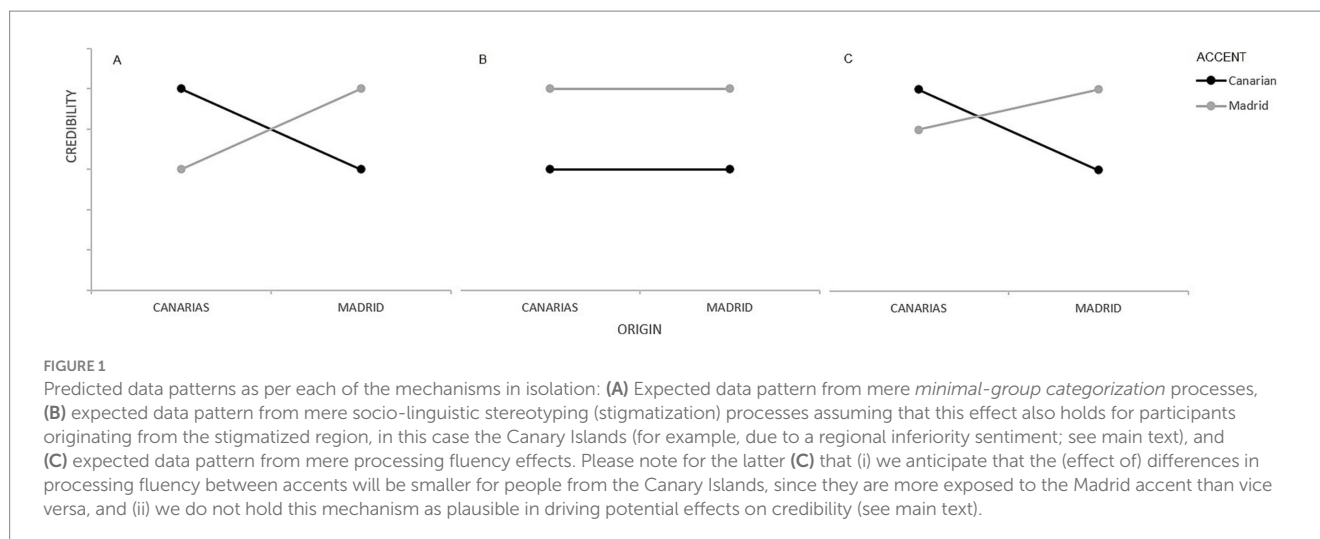 A
B
C
ACCENT
Canarian
Madrid
CREDIBILITY
CANARIAS
MADRID
CANARIAS
MADRID
CANARIAS
MADRID
ORIGIN
FIGURE 1
Predicted data patterns as per each of the mechanisms in isolation: (A) Expected data pattern from mere minimal-group categorization processes,
(B) expected data pattern from mere socio-linguistic stereotyping (stigmatization) processes assuming that this effect also holds for participants
originating from the stigmatized region, in this case the Canary Islands (for example, due to a regional inferiority sentiment; see main text), and
(C) expected data pattern from mere processing fluency effects. Please note for the latter (C) that (i) we anticipate that the (effect of) differences in
processing fluency between accents will be smaller for people from the Canary Islands, since they are more exposed to the Madrid accent than vice
versa, and (ii) we do not hold this mechanism as plausible in driving potential effects on credibility (see main text).